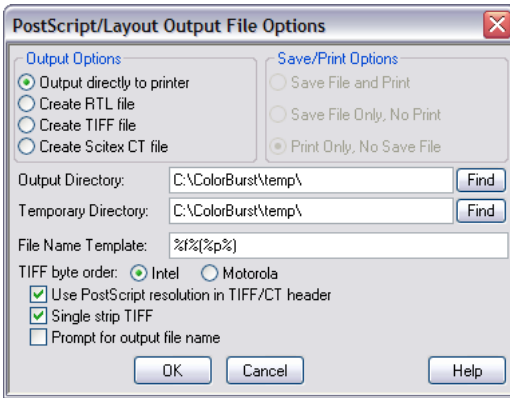 PostScript/Layout Output File Options
Output Options
Output directly to printer
Create RTL file
Create TIFF file
Create Scitex CT file
Save/Print Options
Save File and Print
Save File Only, No Print
Print Only, No Save File
Output Directory: C:\ColorBurst\temp\ Find
Temporary Directory: C:\ColorBurst\temp\ Find
File Name Template: %f%(%p%)
TIFF byte order: Intel Motorola
Use PostScript resolution in TIFF/CT header
Single strip TIFF
Prompt for output file name
OK Cancel Help